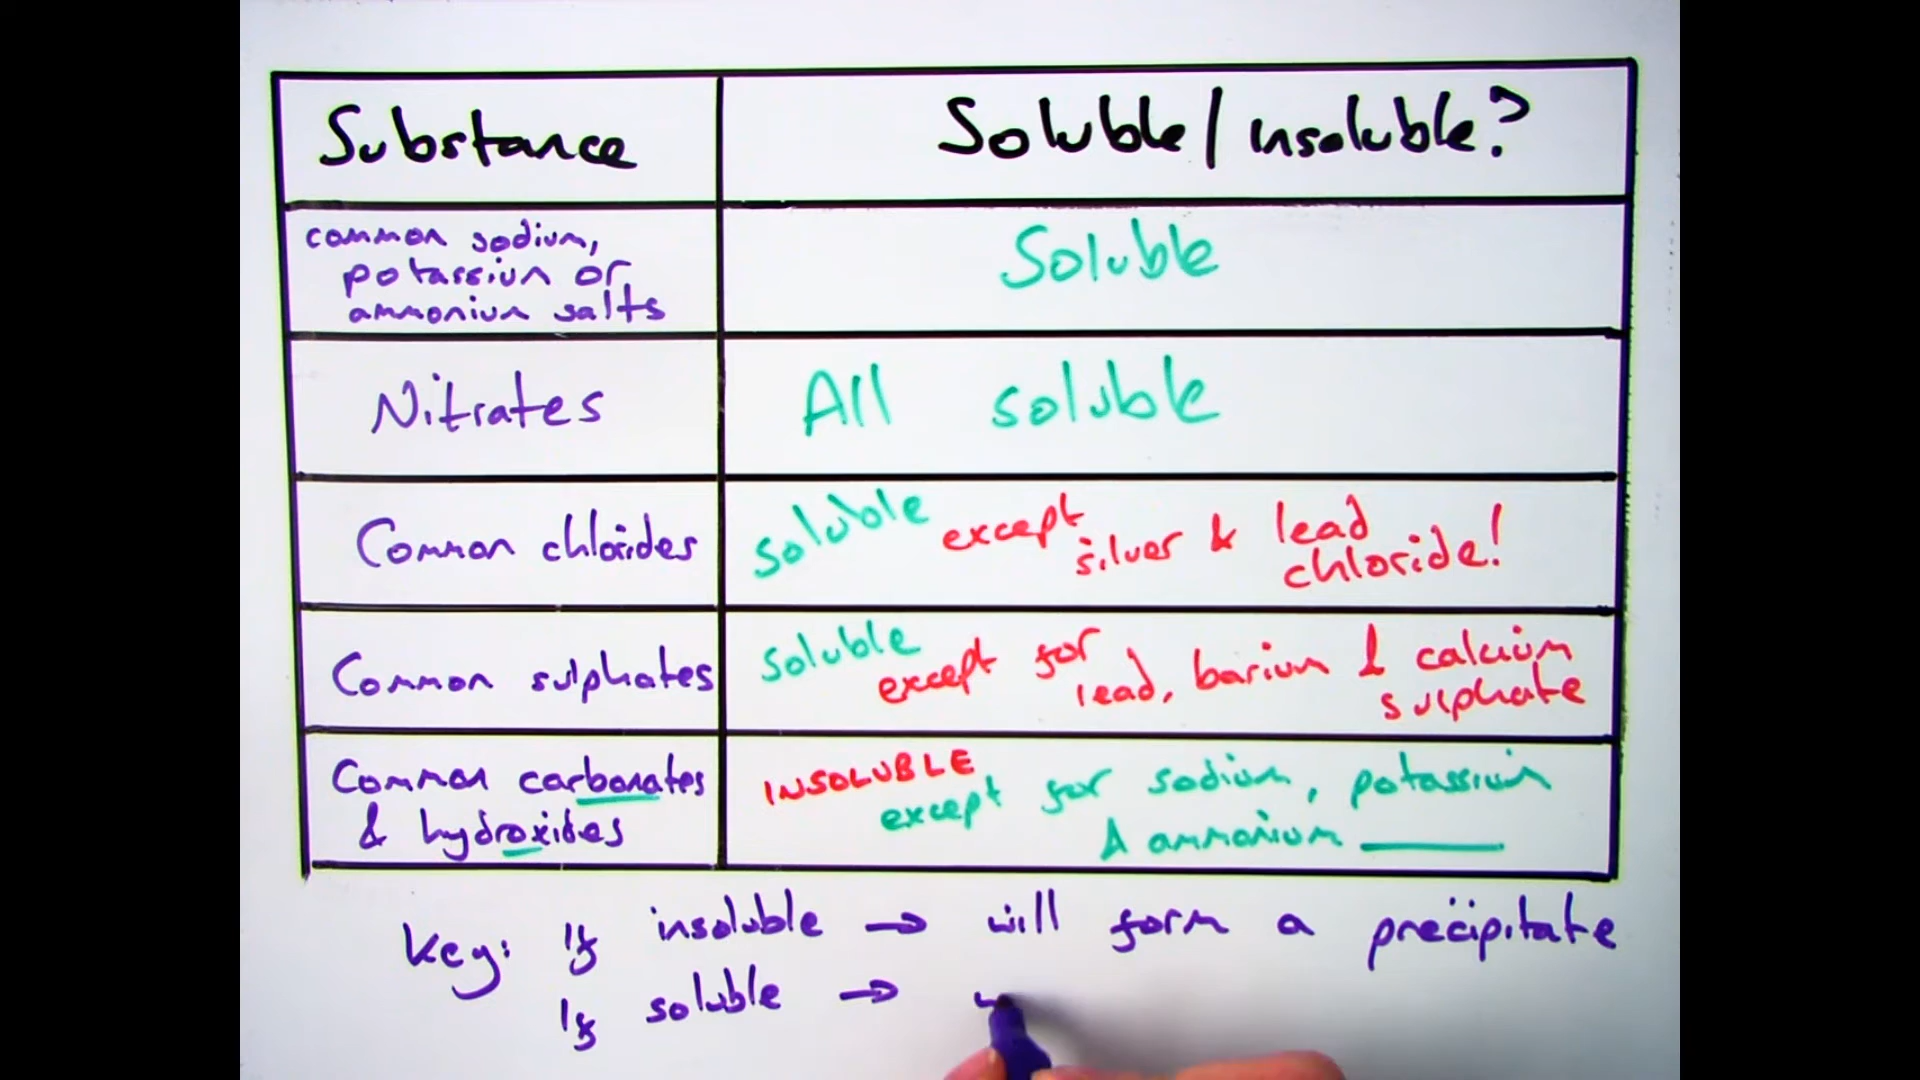 Substance
Soluble/insoluble?
common sodium,
potassium or
ammonium salts
Soluble
Nitrates
All soluble
Common chlorides
soluble except silver & lead
chloride!
Common sulphates
soluble except for lead, barium & calcium
sulphate
Common carbonates
& hydroxides
INSOLUBLE except for sodium, potassium
& ammonium ____
Key: If insoluble → will form a precipitate
If soluble → w